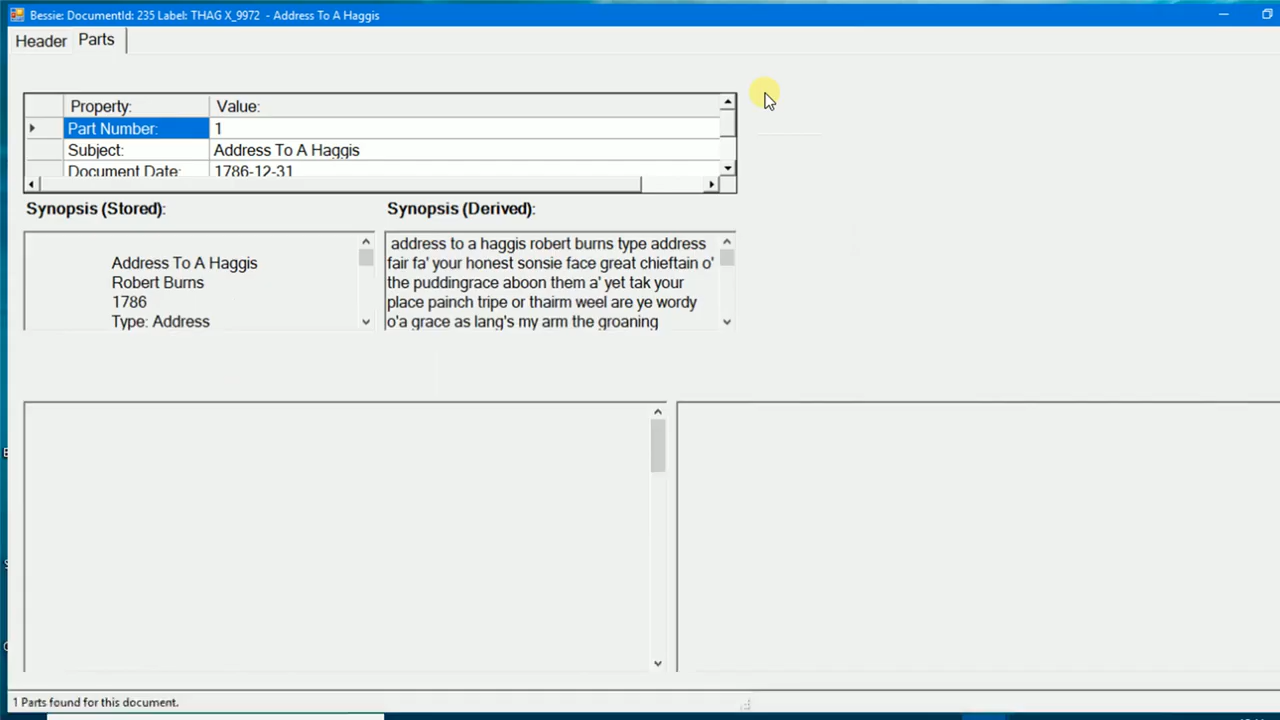 Bessie: DocumentId: 235 Label: THAG X_9972 - Address To A Haggis
Header Parts
Property: Value:
Part Number: 1
Subject: Address To A Haggis
Document Date: 1786-12-31
Synopsis (Stored):
Address To A Haggis
Robert Burns
1786
Type: Address
Synopsis (Derived):
address to a haggis robert burns type address
fair fa' your honest sonsie face great chieftain o'
the puddingrace aboon them a' yet tak your
place painch tripe or thairm weel are ye wordy
o'a grace as lang's my arm the groaning
1 Parts found for this document.